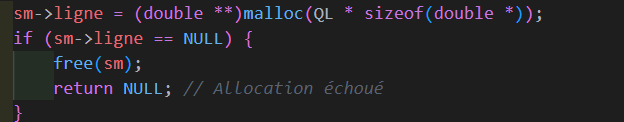 sm->ligne = (double **)malloc(QL * sizeof(double *));
if (sm->ligne == NULL) {
    free(sm);
    return NULL; // Allocation échoué
}